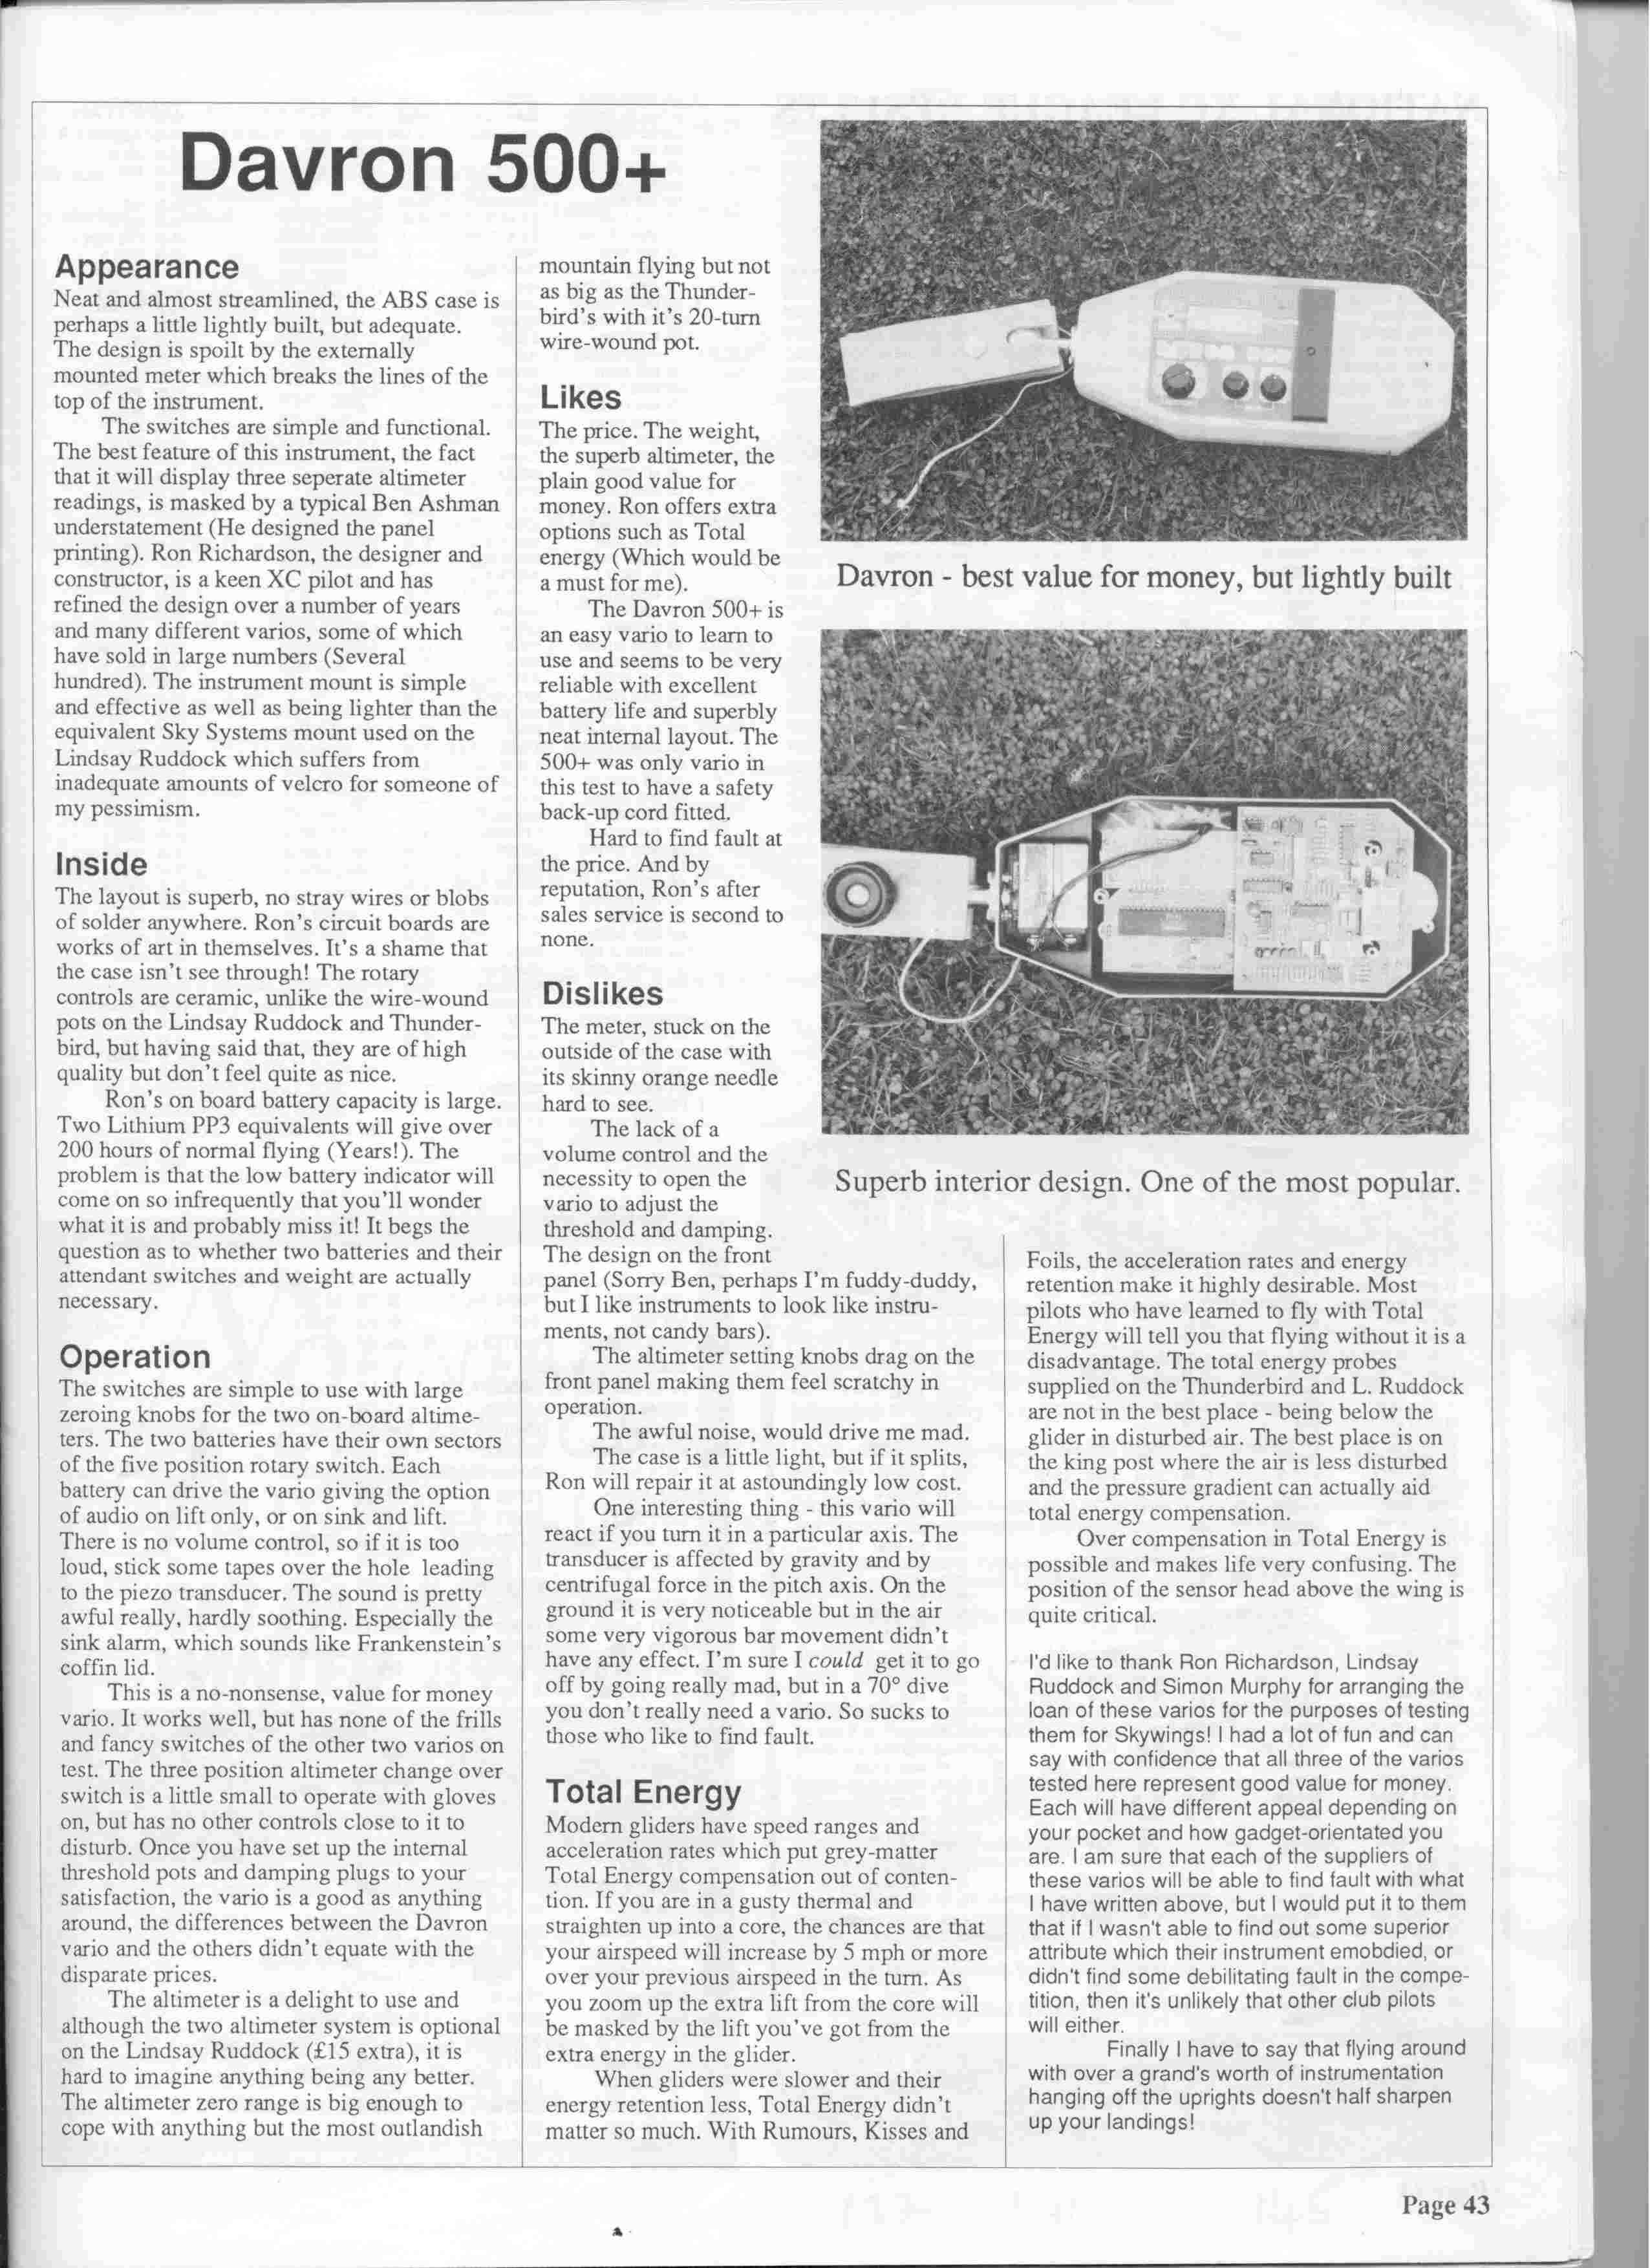 Davron 500+
Appearance
Neat and almost streamlined, the ABS case is
perhaps a little lightly built, but adequate.
The design is spoilt by the externally
mounted meter which breaks the lines of the
top of the instrument.
The switches are simple and functional.
The best feature of this instrument, the fact
that it will display three seperate altimeter
readings, is masked by a typical Ben Ashman
understatement (He designed the panel
printing). Ron Richardson, the designer and
constructor, is a keen XC pilot and has
refined the design over a number of years
and many different varios, some of which
have sold in large numbers (Several
hundred). The instrument mount is simple
and effective as well as being lighter than the
equivalent Sky Systems mount used on the
Lindsay Ruddock which suffers from
inadequate amounts of velcro for someone of
my pessimism.
Inside
The layout is superb, no stray wires or blobs
of solder anywhere. Ron's circuit boards are
works of art in themselves. It's a shame that
the case isn't see through! The rotary
controls are ceramic, unlike the wire-wound
pots on the Lindsay Ruddock and Thunder-
bird, but having said that, they are of high
quality but don't feel quite as nice.
Ron's on board battery capacity is large.
Two Lithium PP3 equivalents will give over
200 hours of normal flying (Years!). The
problem is that the low battery indicator will
come on so infrequently that you'll wonder
what it is and probably miss it! It begs the
question as to whether two batteries and their
attendant switches and weight are actually
necessary.
Operation
The switches are simple to use with large
zeroing knobs for the two on-board altime-
ters. The two batteries have their own sectors
of the five position rotary switch. Each
battery can drive the vario giving the option
of audio on lift only, or on sink and lift.
There is no volume control, so if it is too
loud, stick some tapes over the hole leading
to the piezo transducer. The sound is pretty
awful really, hardly soothing. Especially the
sink alarm, which sounds like Frankenstein's
coffin lid.
This is a no-nonsense, value for money
vario. It works well, but has none of the frills
and fancy switches of the other two varios on
test. The three position altimeter change over
switch is a little small to operate with gloves
on, but has no other controls close to it to
disturb. Once you have set up the internal
threshold pots and damping plugs to your
satisfaction, the vario is a good as anything
around, the differences between the Davron
vario and the others didn't equate with the
disparate prices.
The altimeter is a delight to use and
although the two altimeter system is optional
on the Lindsay Ruddock (£15 extra), it is
hard to imagine anything being any better.
The altimeter zero range is big enough to
cope with anything but the most outlandish
mountain flying but not
as big as the Thunder-
bird's with it's 20-turn
wire-wound pot.
Likes
The price. The weight,
the superb altimeter, the
plain good value for
money. Ron offers extra
options such as Total
energy (Which would be
a must for me).
The Davron 500+ is
an easy vario to learn to
use and seems to be very
reliable with excellent
battery life and superbly
neat internal layout. The
500+ was only vario in
this test to have a safety
back-up cord fitted.
Hard to find fault at
the price. And by
reputation, Ron's after
sales service is second to
none.
Dislikes
The meter, stuck on the
outside of the case with
its skinny orange needle
hard to see.
The lack of a
volume control and the
necessity to open the
vario to adjust the
threshold and damping.
The design on the front
panel (Sorry Ben, perhaps I'm fuddy-duddy,
but I like instruments to look like instru-
ments, not candy bars).
The altimeter setting knobs drag on the
front panel making them feel scratchy in
operation.
The awful noise, would drive me mad.
The case is a little light, but if it splits,
Ron will repair it at astoundingly low cost.
One interesting thing - this vario will
react if you turn it in a particular axis. The
transducer is affected by gravity and by
centrifugal force in the pitch axis. On the
ground it is very noticeable but in the air
some very vigorous bar movement didn't
have any effect. I'm sure I could get it to go
off by going really mad, but in a 70° dive
you don't really need a vario. So sucks to
those who like to find fault.
Total Energy
Modern gliders have speed ranges and
acceleration rates which put grey-matter
Total Energy compensation out of conten-
tion. If you are in a gusty thermal and
straighten up into a core, the chances are that
your airspeed will increase by 5 mph or more
over your previous airspeed in the turn. As
you zoom up the extra lift from the core will
be masked by the lift you've got from the
extra energy in the glider.
When gliders were slower and their
energy retention less, Total Energy didn't
matter so much. With Rumours, Kisses and
Davron - best value for money, but lightly built
Superb interior design. One of the most popular.
Foils, the acceleration rates and energy
retention make it highly desirable. Most
pilots who have learned to fly with Total
Energy will tell you that flying without it is a
disadvantage. The total energy probes
supplied on the Thunderbird and L. Ruddock
are not in the best place - being below the
glider in disturbed air. The best place is on
the king post where the air is less disturbed
and the pressure gradient can actually aid
total energy compensation.
Over compensation in Total Energy is
possible and makes life very confusing. The
position of the sensor head above the wing is
quite critical.
I'd like to thank Ron Richardson, Lindsay
Ruddock and Simon Murphy for arranging the
loan of these varios for the purposes of testing
them for Skywings! I had a lot of fun and can
say with confidence that all three of the varios
tested here represent good value for money.
Each will have different appeal depending on
your pocket and how gadget-orientated you
are. I am sure that each of the suppliers of
these varios will be able to find fault with what
I have written above, but I would put it to them
that if I wasn't able to find out some superior
attribute which their instrument emobdied, or
didn't find some debilitating fault in the compe-
tition, then it's unlikely that other club pilots
will either.
Finally I have to say that flying around
with over a grand's worth of instrumentation
hanging off the uprights doesn't half sharpen
up your landings!
Page 43